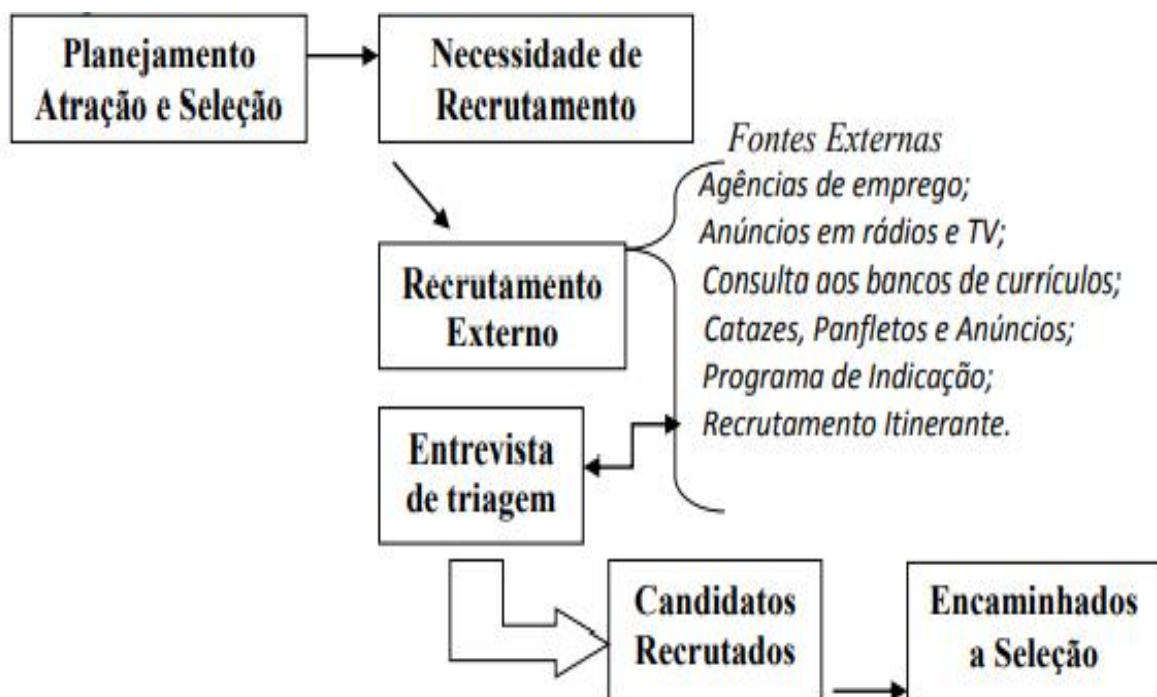 Planejamento
Atração e Seleção
Necessidade de
Recrutamento
Fontes Externas
Agências de emprego;
Anúncios em rádios e TV;
Consulta aos bancos de currículos;
Catazes, Panfletos e Anúncios;
Programa de Indicação;
Recrutamento Itinerante.
Recrutamento
Externo
Entrevista
de triagem
Candidatos
Recrutados
Encaminhados
a Seleção